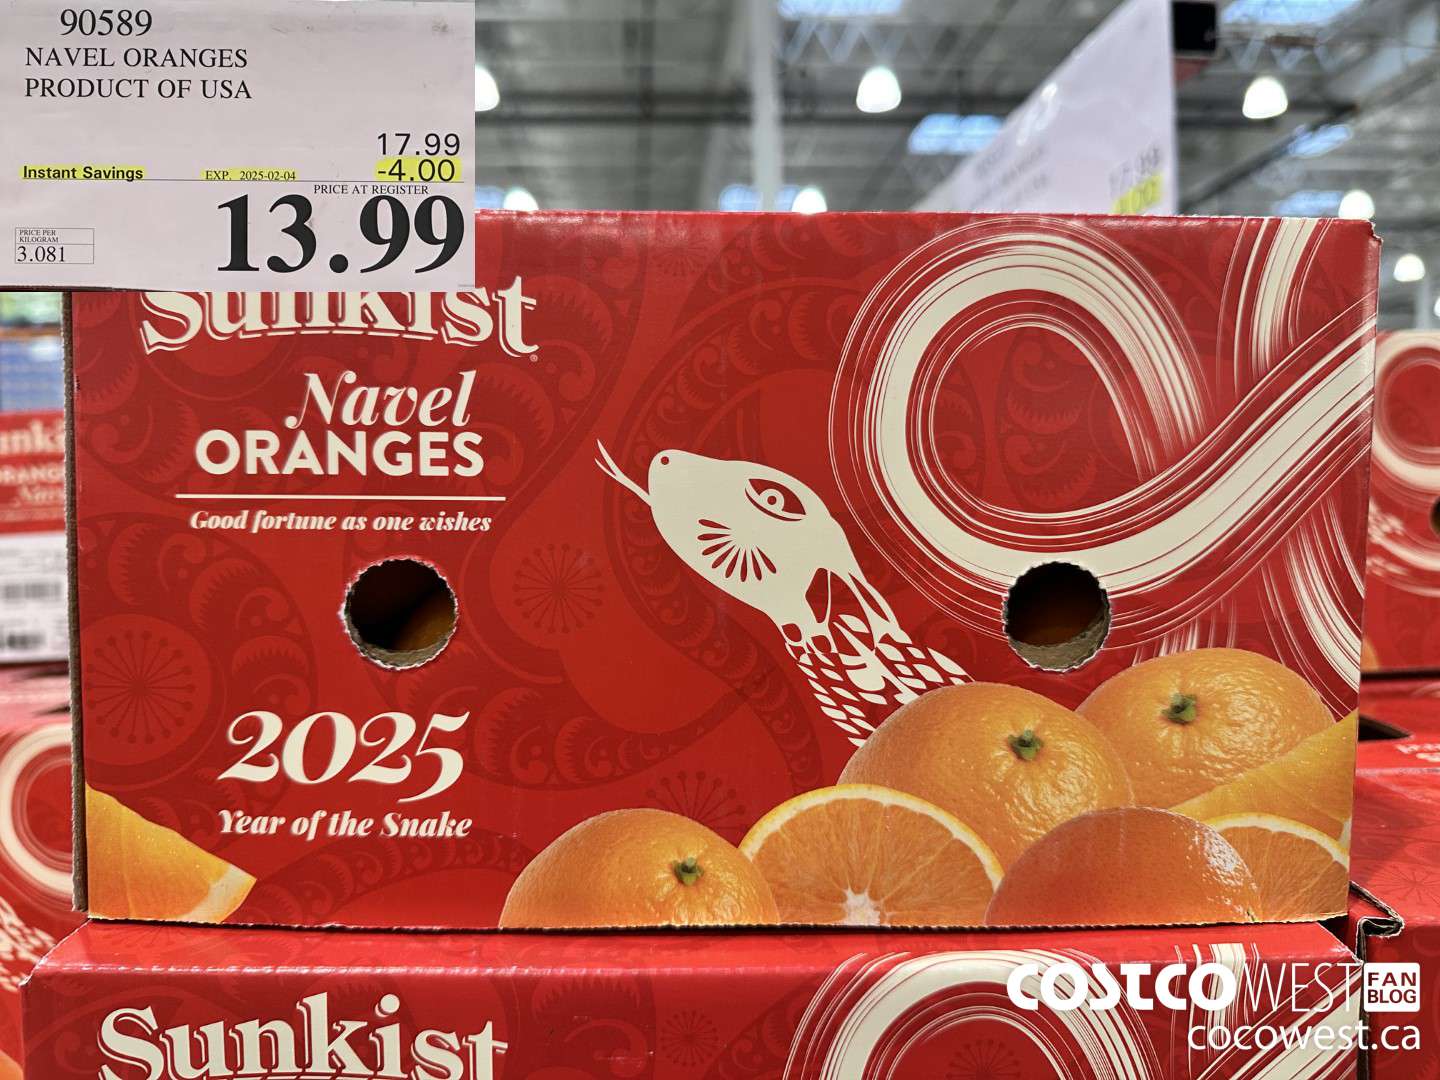 90589
NAVEL ORANGES
PRODUCT OF USA
17.99
Instant Savings EXP. 2025-02-04 -4.00
PRICE AT REGISTER
13.99
PRICE PER
KILOGRAM
3.081
Sunkist
Navel
ORANGES
Good fortune as one wishes
2025
Year of the Snake
Sunkist
COSTCO WEST FAN BLOG
cocowest.ca